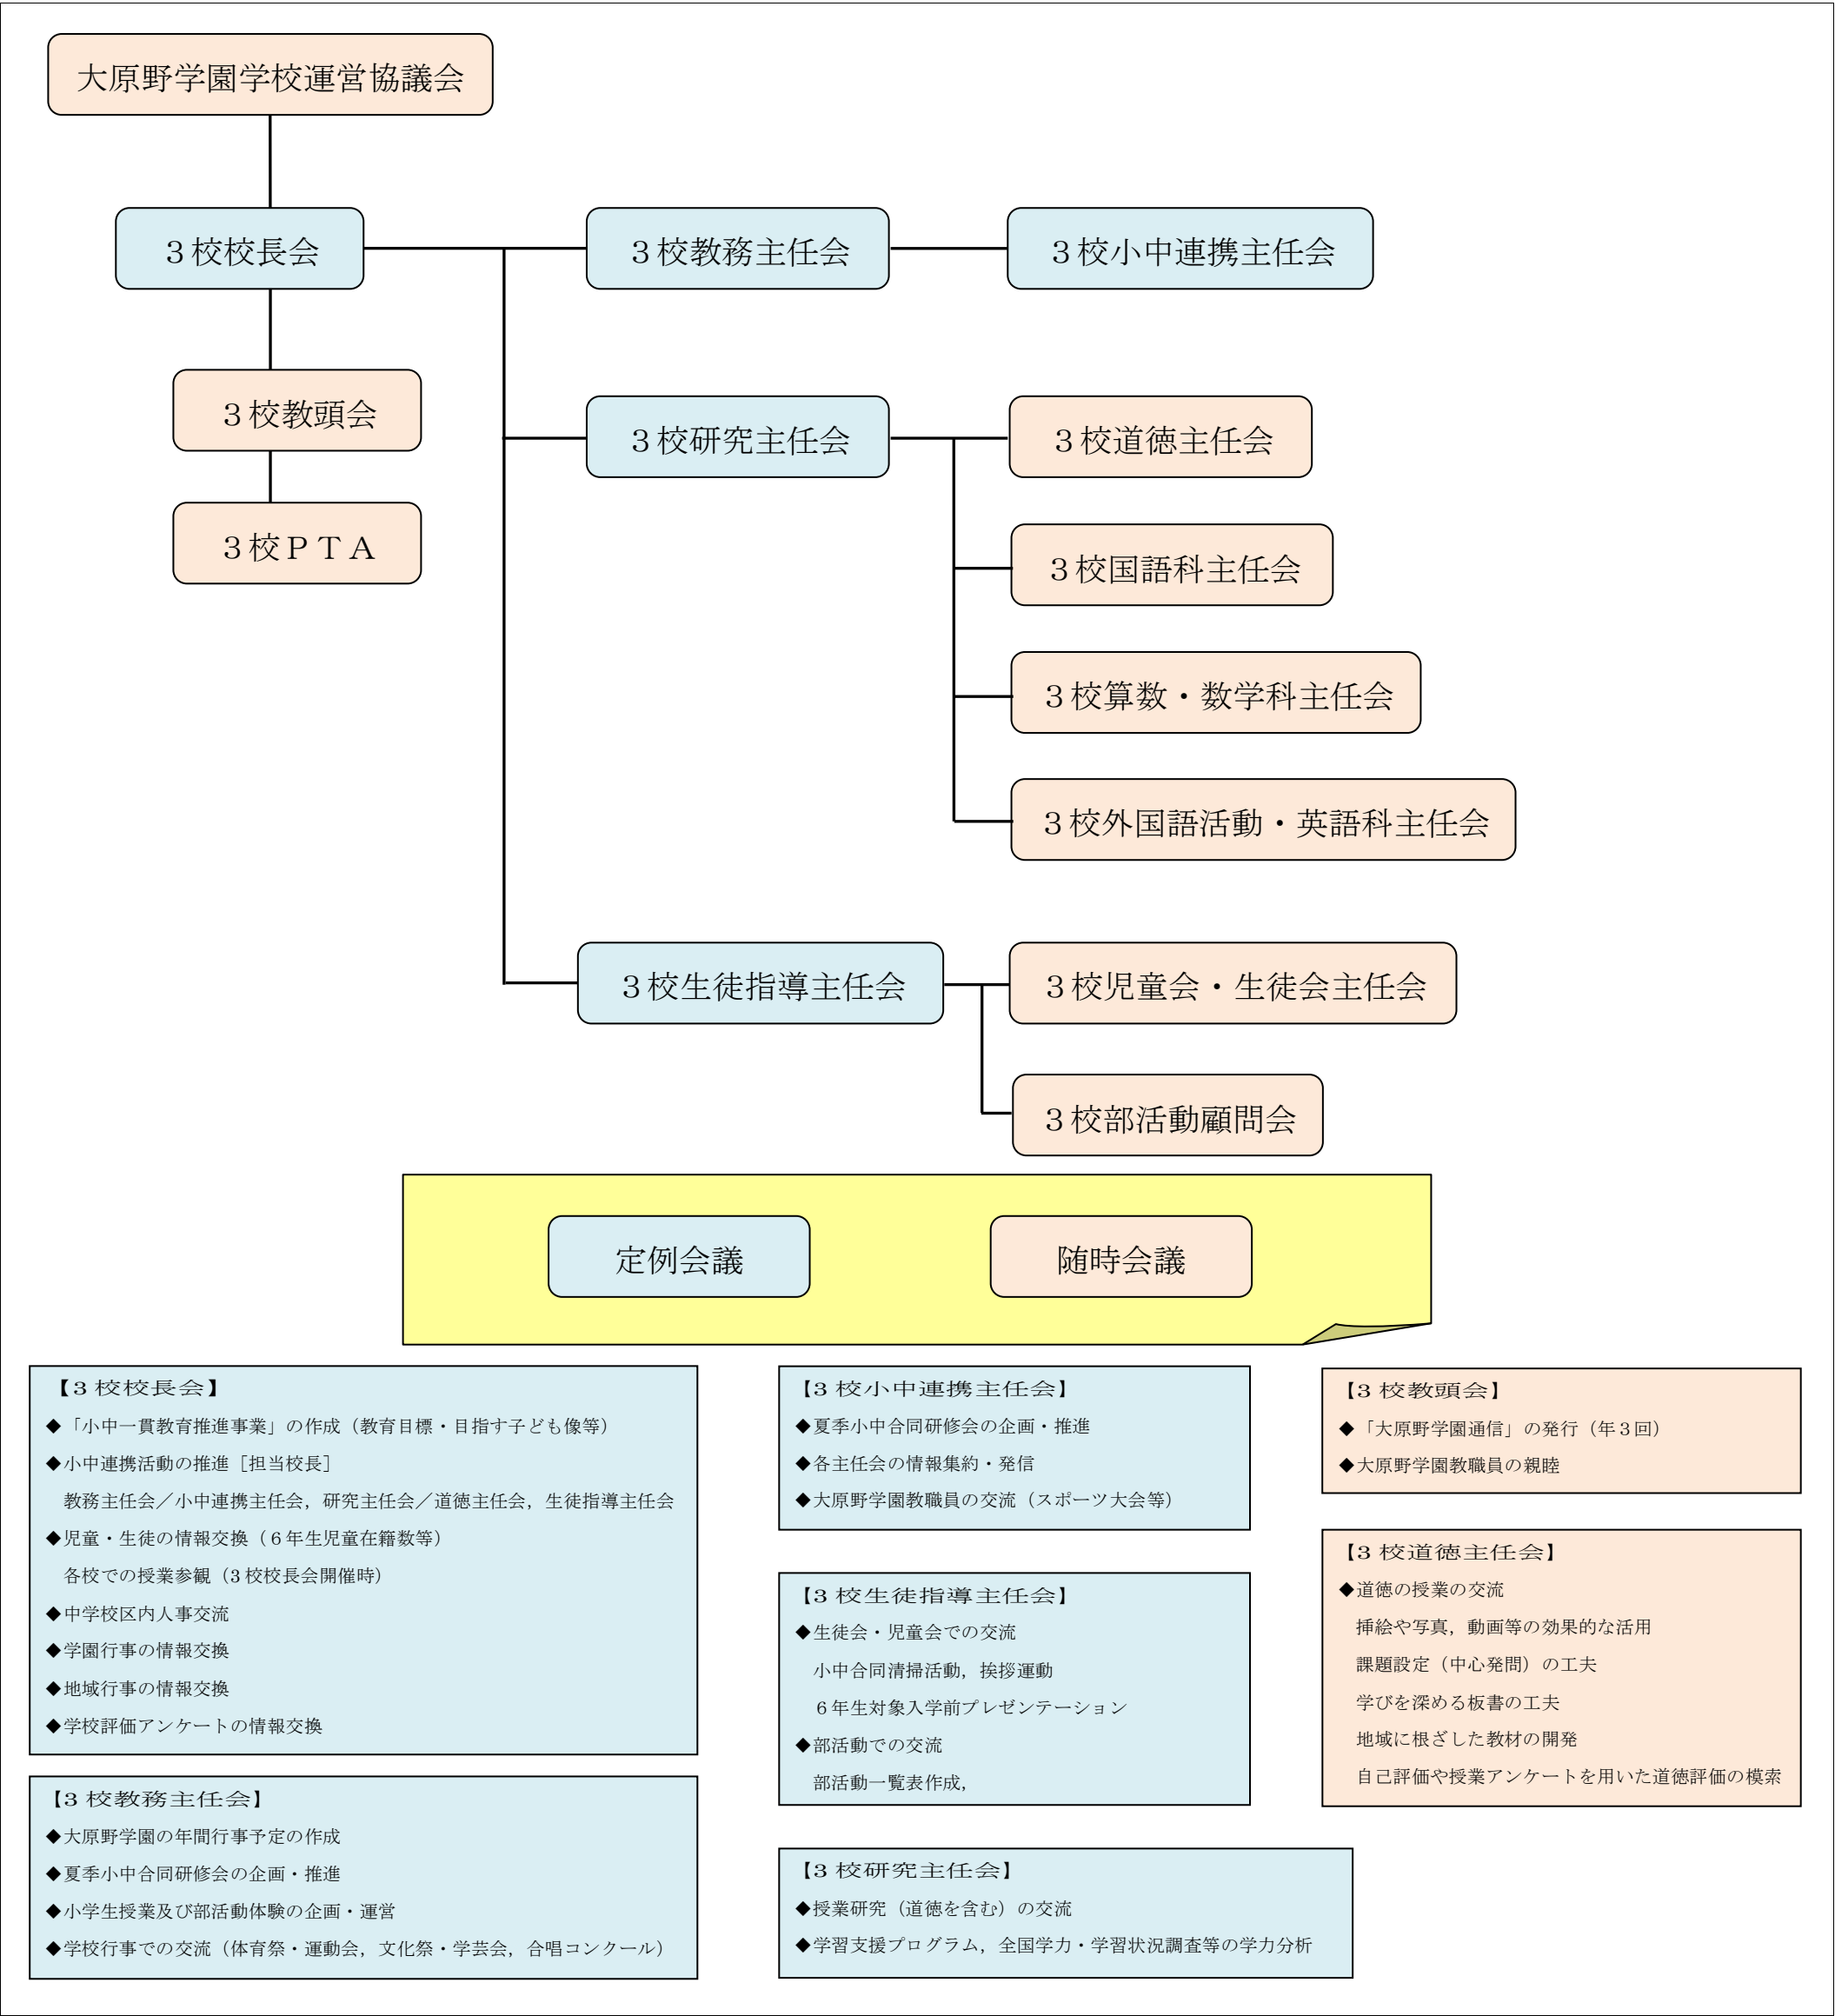 大原野学園学校運営協議会
３校校長会
３校教務主任会
３校小中連携主任会
３校教頭会
３校研究主任会
３校道徳主任会
３校ＰＴＡ
３校国語科主任会
３校算数・数学科主任会
３校外国語活動・英語科主任会
３校生徒指導主任会
３校児童会・生徒会主任会
３校部活動顧問会
定例会議
随時会議
【3 校校長会】
◆「小中一貫教育推進事業」の作成（教育目標・目指す子ども像等）
◆小中連携活動の推進［担当校長］
教務主任会／小中連携主任会，研究主任会／道徳主任会，生徒指導主任会
◆児童・生徒の情報交換（６年生児童在籍数等）
各校での授業参観（3 校校長会開催時）
◆中学校区内人事交流
◆学園行事の情報交換
◆地域行事の情報交換
◆学校評価アンケートの情報交換
【3 校教務主任会】
◆大原野学園の年間行事予定の作成
◆夏季小中合同研修会の企画・推進
◆小学生授業及び部活動体験の企画・運営
◆学校行事での交流（体育祭・運動会，文化祭・学芸会，合唱コンクール）
【3 校小中連携主任会】
◆夏季小中合同研修会の企画・推進
◆各主任会の情報集約・発信
◆大原野学園教職員の交流（スポーツ大会等）
【3 校生徒指導主任会】
◆生徒会・児童会での交流
小中合同清掃活動，挨拶運動
６年生対象入学前プレゼンテーション
◆部活動での交流
部活動一覧表作成，
【3 校研究主任会】
◆授業研究（道徳を含む）の交流
◆学習支援プログラム，全国学力・学習状況調査等の学力分析
【3 校教頭会】
◆「大原野学園通信」の発行（年３回）
◆大原野学園教職員の親睦
【3 校道徳主任会】
◆道徳の授業の交流
挿絵や写真，動画等の効果的な活用
課題設定（中心発問）の工夫
学びを深める板書の工夫
地域に根ざした教材の開発
自己評価や授業アンケートを用いた道徳評価の模索